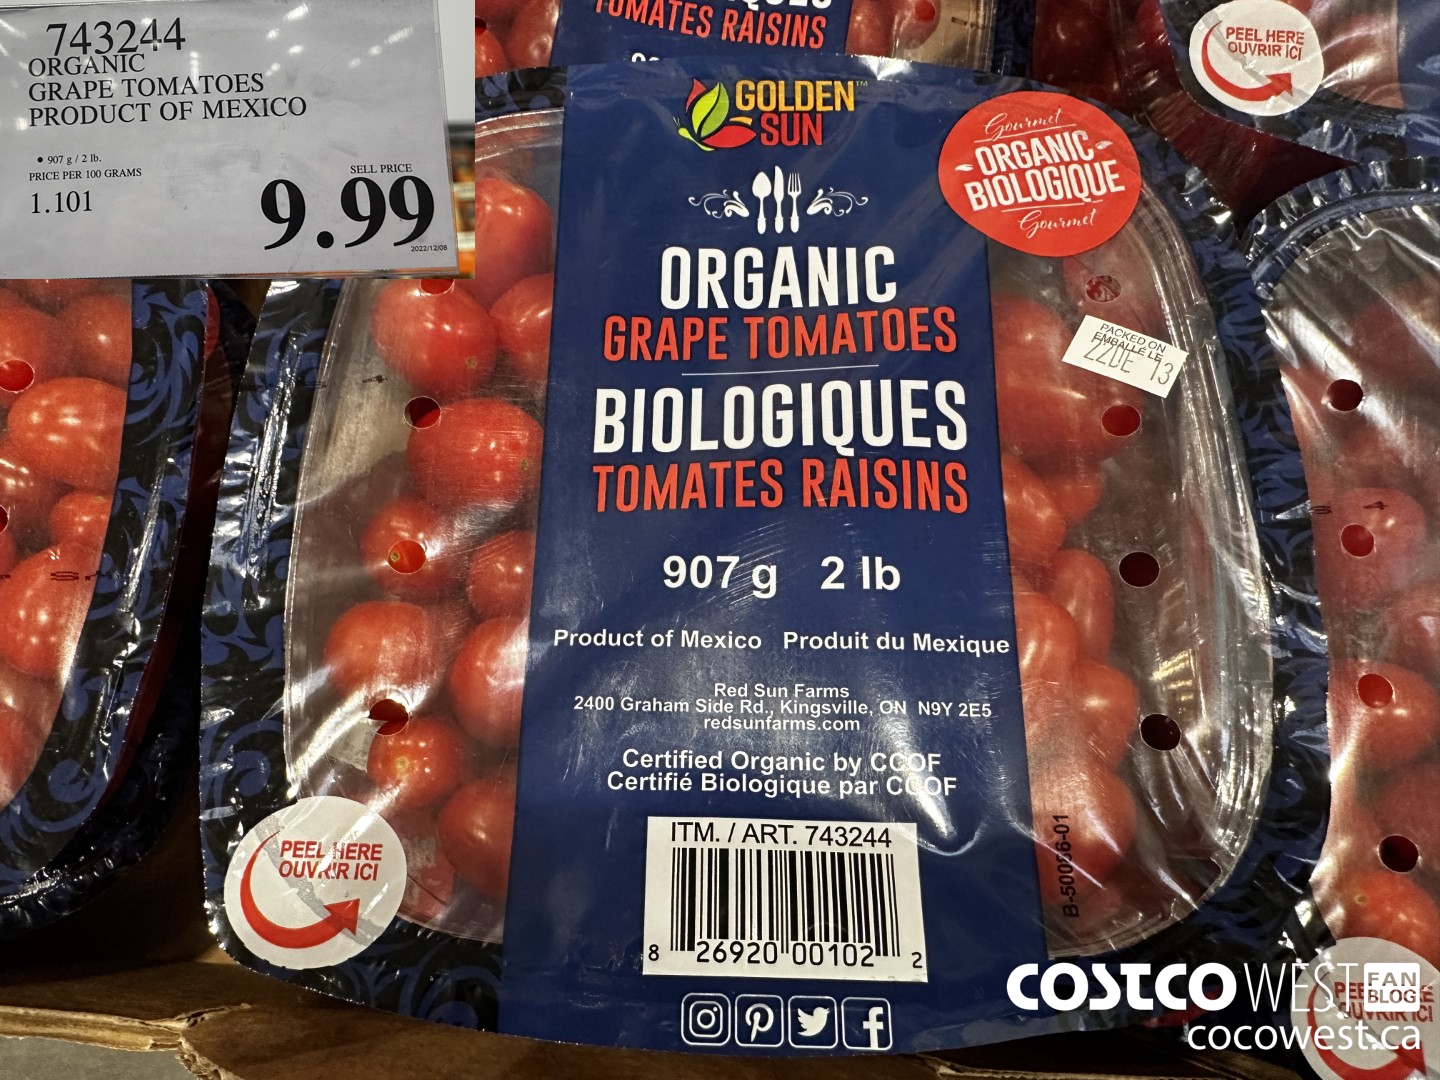 743244
ORGANIC
GRAPE TOMATOES
PRODUCT OF MEXICO
• 907 g / 2 lb.
PRICE PER 100 GRAMS
1.101
SELL PRICE
9.99
2022/12/08
TOMATES RAISINS
PEEL HERE
OUVRIR ICI
GOLDEN™
SUN
Gourmet
ORGANIC
BIOLOGIQUE
Gourmet
ORGANIC
GRAPE TOMATOES
BIOLOGIQUES
TOMATES RAISINS
PACKED ON
EMBALLÉ LE
22DE 13
907 g 2 lb
Product of Mexico Produit du Mexique
Red Sun Farms
2400 Graham Side Rd., Kingsville, ON N9Y 2E5
redsunfarms.com
Certified Organic by CCOF
Certifié Biologique par CCOF
ITM. / ART. 743244
8 26920 00102 2
PEEL HERE
OUVRIR ICI
B-50086-01
COSTCO WEST FAN BLOG
cocowest.ca